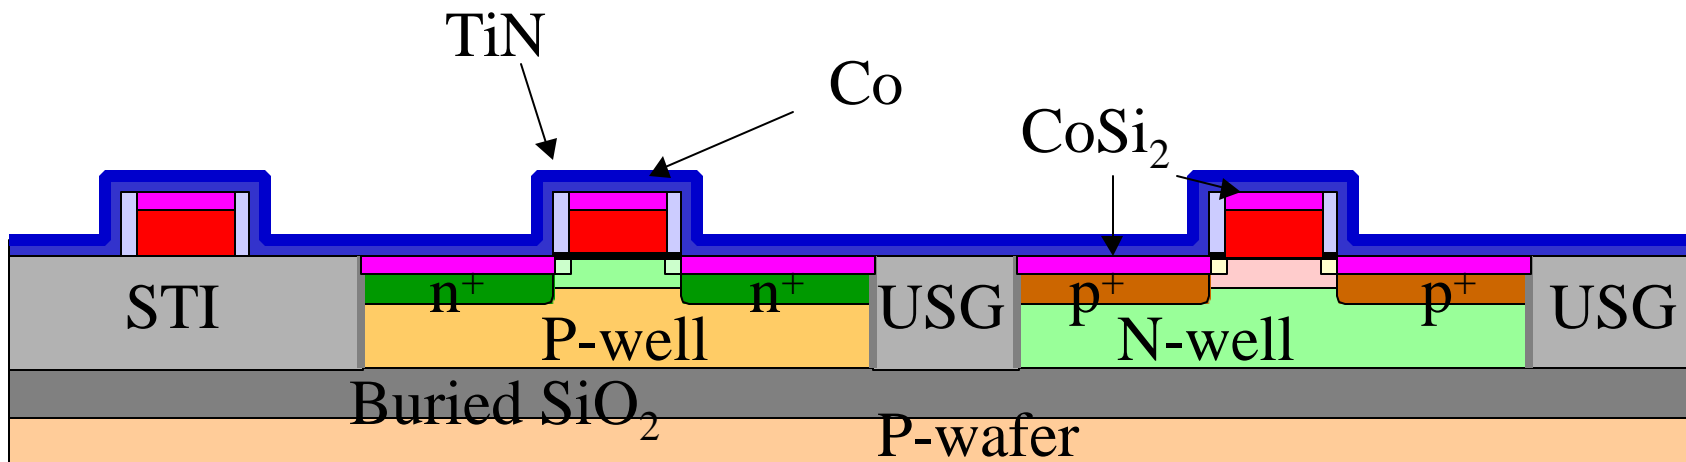 TiN
Co
CoSi₂
STI
n⁺
n⁺
USG
p⁺
p⁺
USG
P-well
N-well
Buried SiO₂
P-wafer